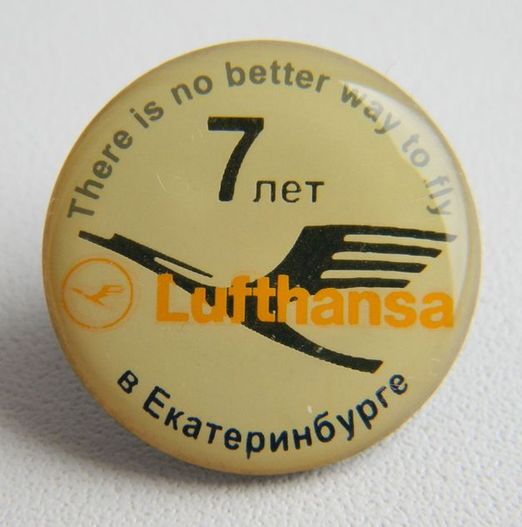 There is no better way to fly
7 лет
Lufthansa
в Екатеринбурге